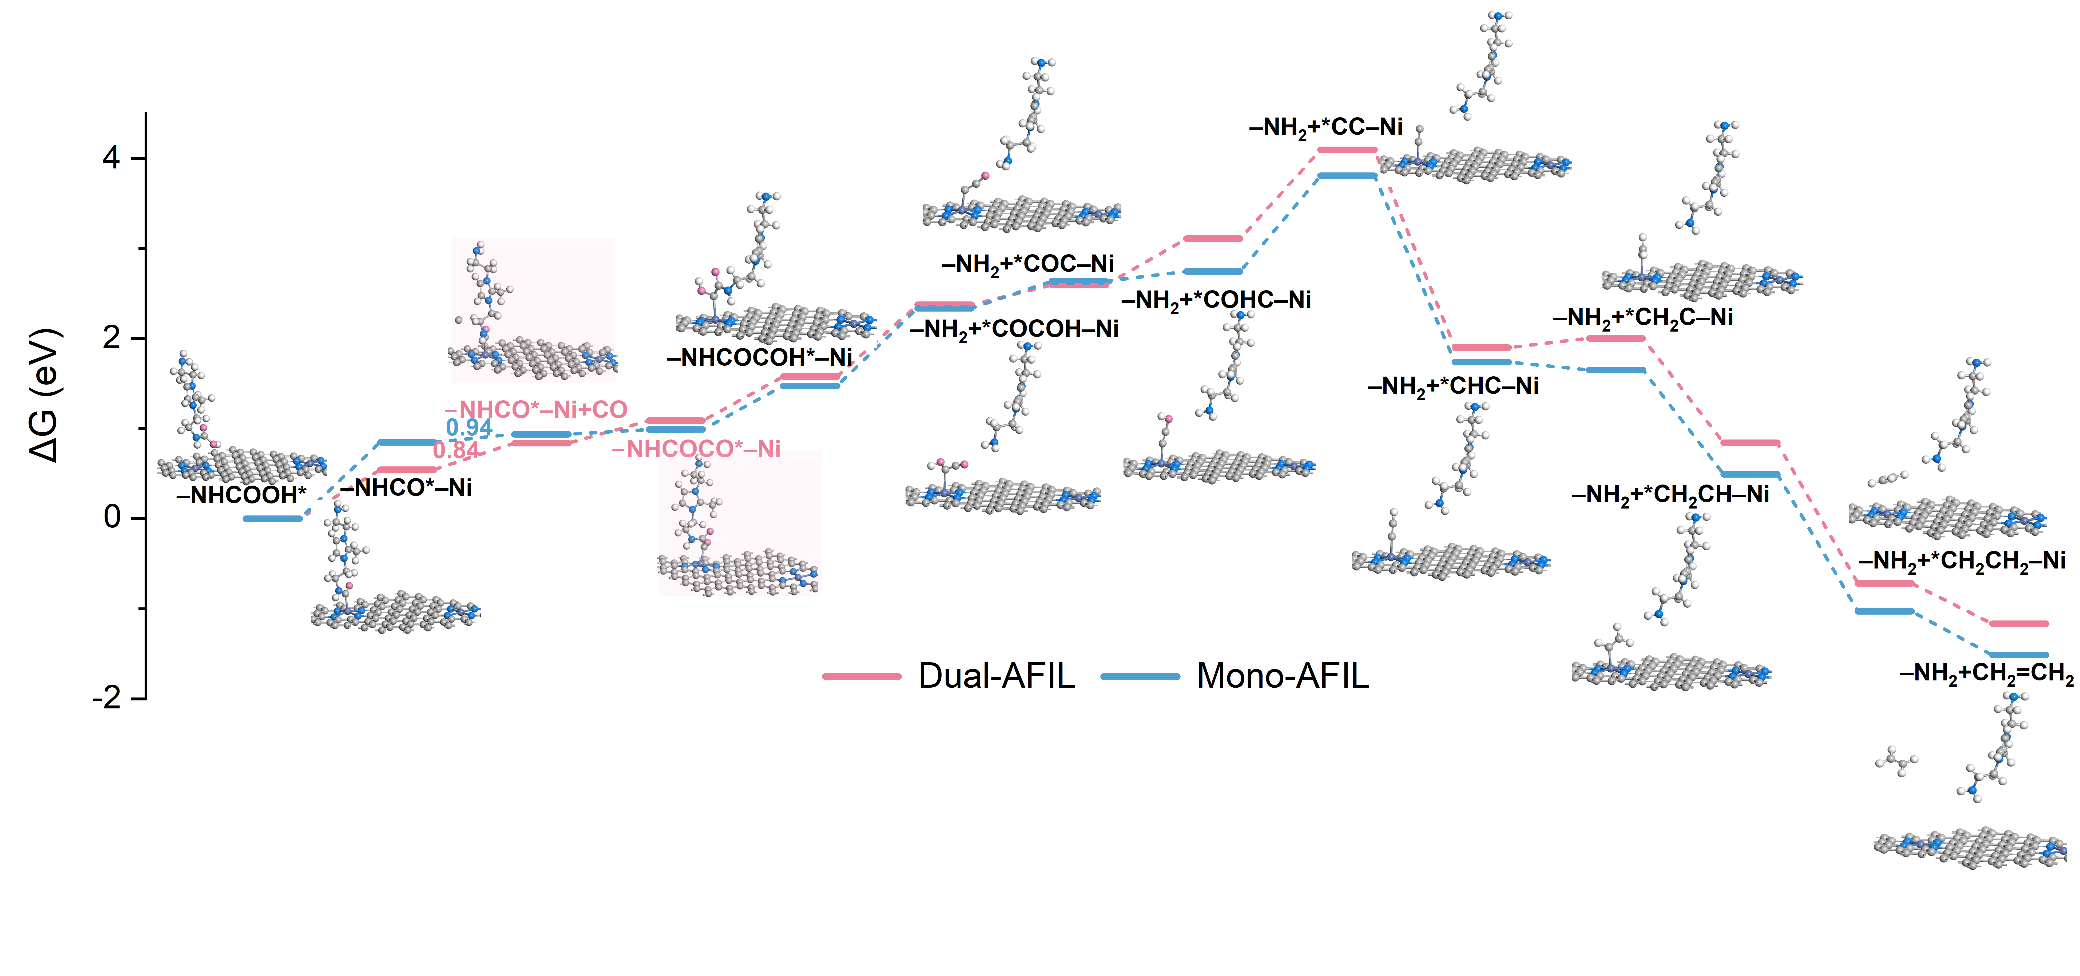 ΔG (eV)
4
2
0
-2
–NHCOOH*
–NHCO*–Ni
–NHCO*–Ni+CO
0.94
0.84
–NHCOCO*–Ni
–NHCOCOH*–Ni
–NH₂+*COCOH–Ni
–NH₂+*COC–Ni
–NH₂+*COHC–Ni
–NH₂+*CC–Ni
–NH₂+*CHC–Ni
–NH₂+*CH₂C–Ni
–NH₂+*CH₂CH–Ni
–NH₂+*CH₂CH₂–Ni
–NH₂+CH₂=CH₂
Dual-AFIL
Mono-AFIL